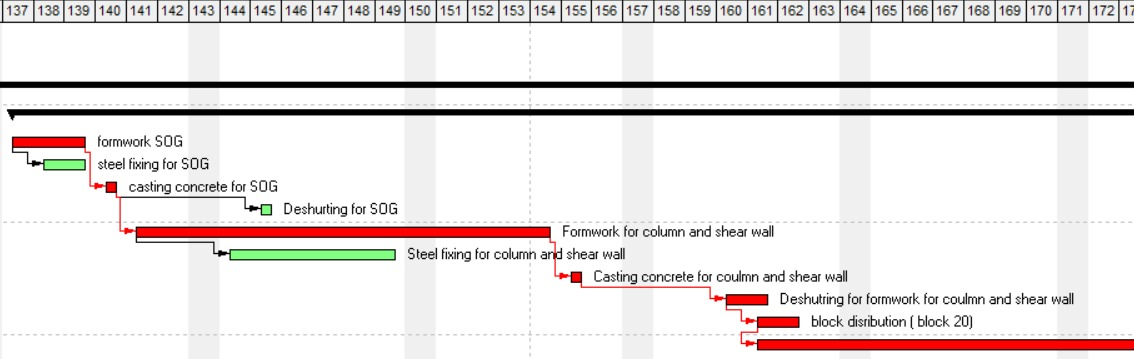 137 138 139 140 141 142 143 144 145 146 147 148 149 150 151 152 153 154 155 156 157 158 159 160 161 162 163 164 165 166 167 168 169 170 171 172 17
formwork SOG
steel fixing for SOG
casting concrete for SOG
Deshurting for SOG
Formwork for column and shear wall
Steel fixing for column and shear wall
Casting concrete for coulmn and shear wall
Deshutring for formwork for coulmn and shear wall
block disribution ( block 20)